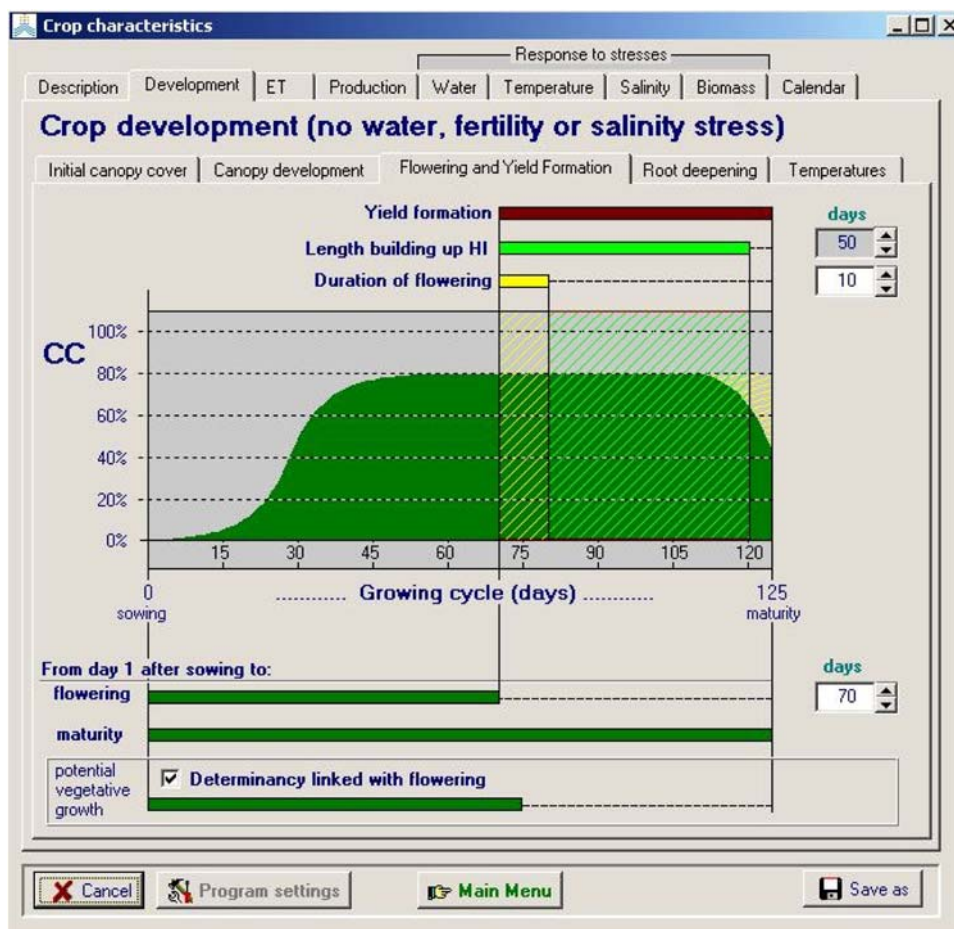 Crop characteristics
Response to stresses
Description Development ET Production Water Temperature Salinity Biomass Calendar
Crop development (no water, fertility or salinity stress)
Initial canopy cover Canopy development Flowering and Yield Formation Root deepening Temperatures
Yield formation days
Length building up HI 50
Duration of flowering 10
CC
100%
80%
60%
40%
20%
0%
15 30 45 60 75 90 105 120
0 ........... Growing cycle (days) ........... 125
sowing maturity
From day 1 after sowing to: days
flowering 70
maturity
potential vegetative growth
Determinancy linked with flowering
Cancel Program settings Main Menu Save as